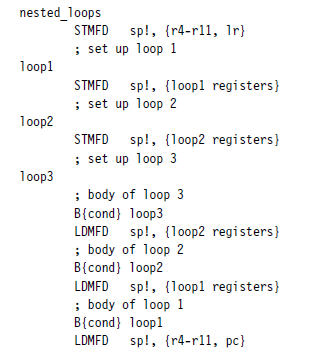 nested_loops
STMFD sp!, {r4-r11, lr}
; set up loop 1
loop1
STMFD sp!, {loop1 registers}
; set up loop 2
loop2
STMFD sp!, {loop2 registers}
; set up loop 3
loop3
; body of loop 3
B{cond} loop3
LDMFD sp!, {loop2 registers}
; body of loop 2
B{cond} loop2
LDMFD sp!, {loop1 registers}
; body of loop 1
B{cond} loop1
LDMFD sp!, {r4-r11, pc}